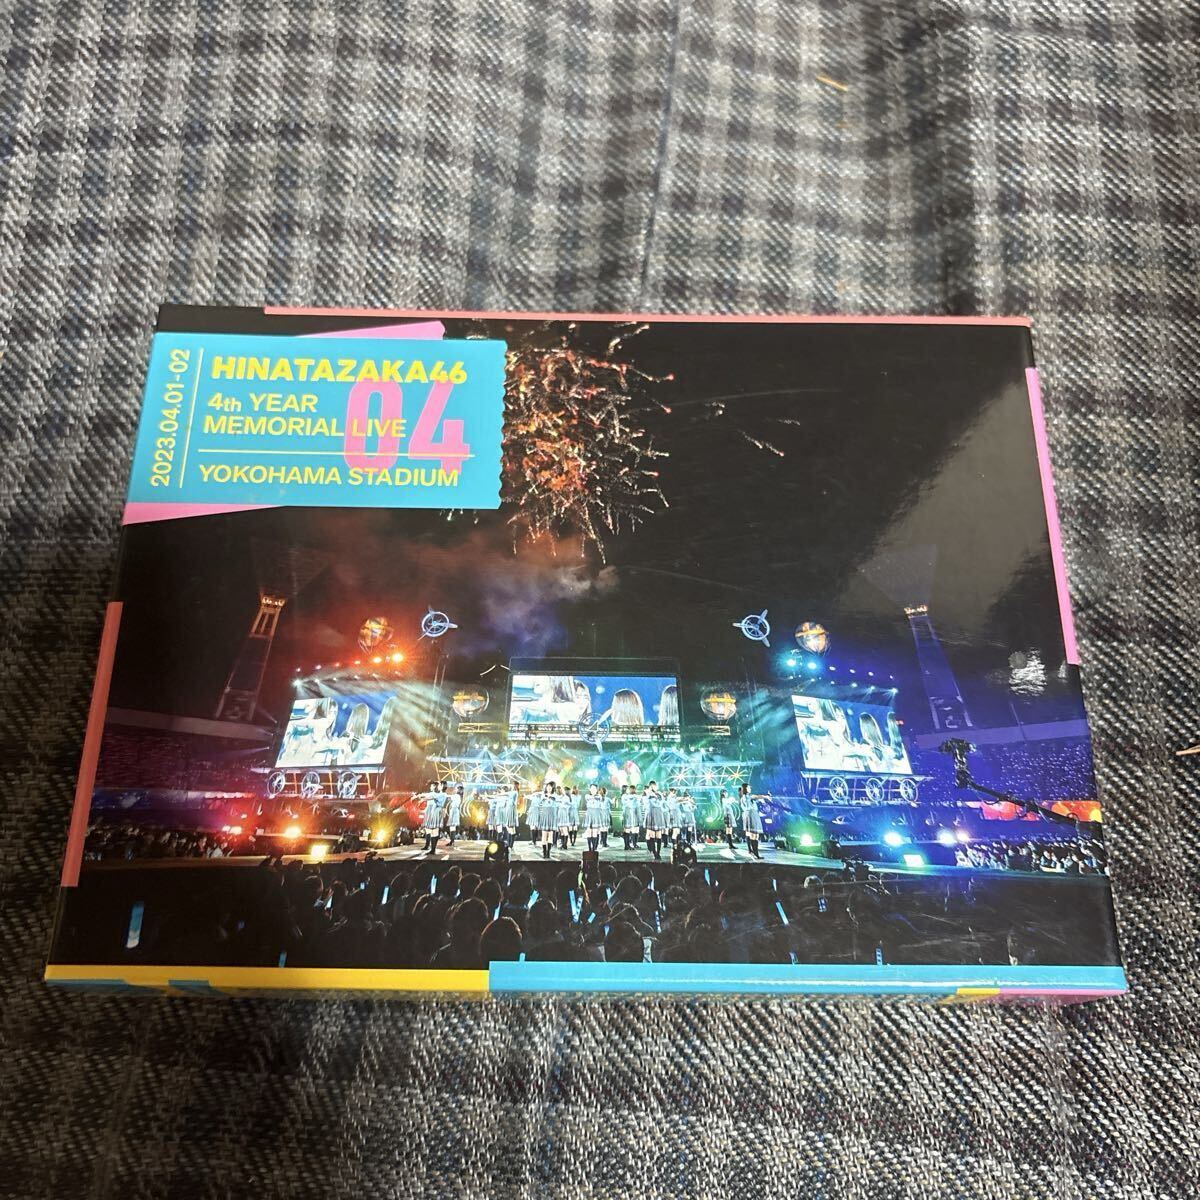 2023.04.01-02
HINATAZAKA46
4th YEAR
MEMORIAL LIVE
04
YOKOHAMA STADIUM